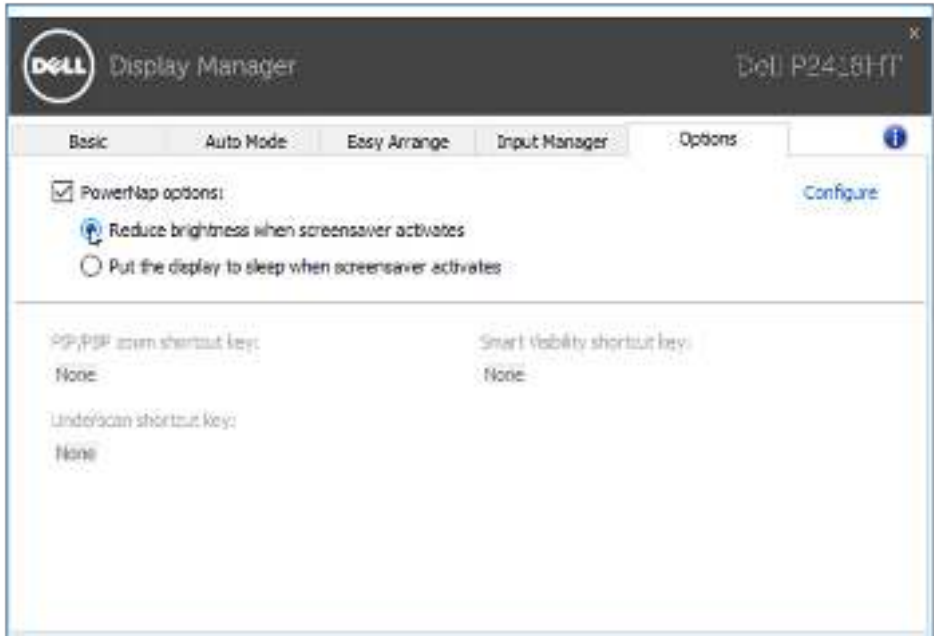 DELL Display Manager Dell P2418HT x
Basic Auto Mode Easy Arrange Input Manager Options i
PowerNap options: Configure
Reduce brightness when screensaver activates
Put the display to sleep when screensaver activates
PIP/PBP zoom shortcut key: Smart Visibility shortcut key:
None None
Underscan shortcut key:
None